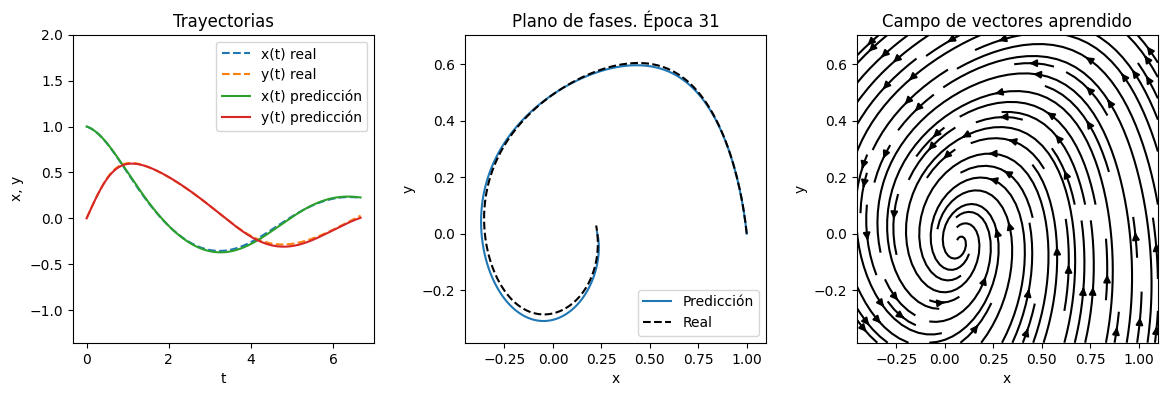 Trayectorias
2.0
1.5
1.0
0.5
0.0
−0.5
−1.0
0
2
4
6
x, y
t
x(t) real
y(t) real
x(t) predicción
y(t) predicción
Plano de fases. Época 31
0.6
0.4
0.2
0.0
−0.2
−0.25
0.00
0.25
0.50
0.75
1.00
y
x
Predicción
Real
Campo de vectores aprendido
0.6
0.4
0.2
0.0
−0.2
−0.25
0.00
0.25
0.50
0.75
1.00
y
x